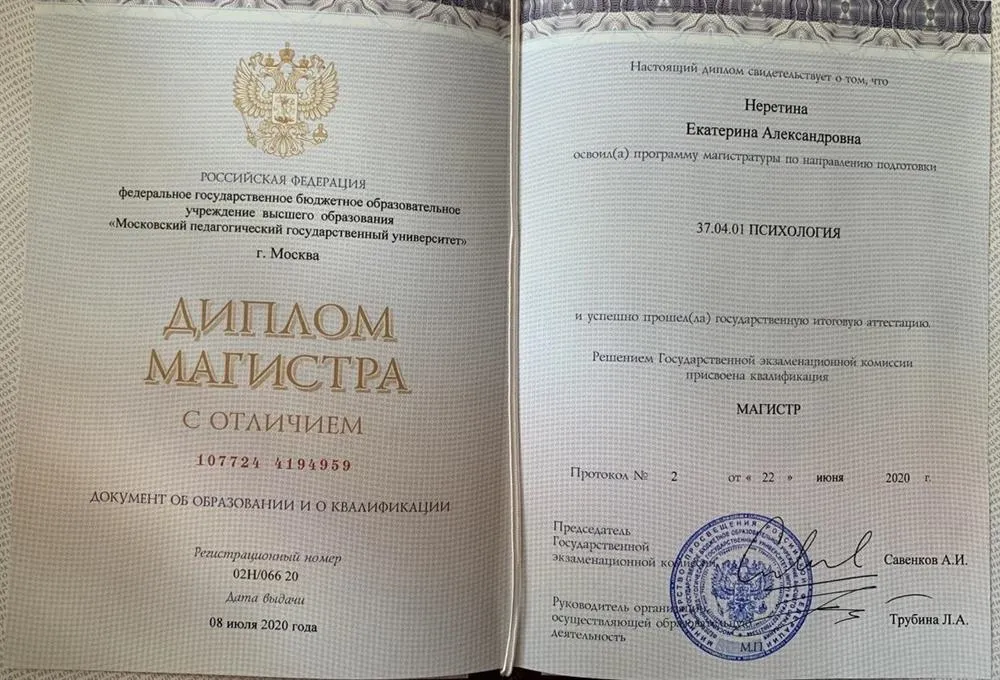 РОССИЙСКАЯ ФЕДЕРАЦИЯ
федеральное государственное бюджетное образовательное
учреждение высшего образования
«Московский педагогический государственный университет»
г. Москва
ДИПЛОМ
МАГИСТРА
С ОТЛИЧИЕМ
107724 4194959
ДОКУМЕНТ ОБ ОБРАЗОВАНИИ И О КВАЛИФИКАЦИИ
Регистрационный номер
02Н/066 20
Дата выдачи
08 июля 2020 года
Настоящий диплом свидетельствует о том, что
Неретина
Екатерина Александровна
освоил(а) программу магистратуры по направлению подготовки
37.04.01 ПСИХОЛОГИЯ
и успешно прошел(ла) государственную итоговую аттестацию.
Решением Государственной экзаменационной комиссии
присвоена квалификация
МАГИСТР
Протокол № 2 от « 22 » июня 2020 г.
Председатель
Государственной
экзаменационной комиссии
Савенков А.И.
Руководитель организации,
осуществляющей образовательную
деятельность
Трубина Л.А.
М.П.